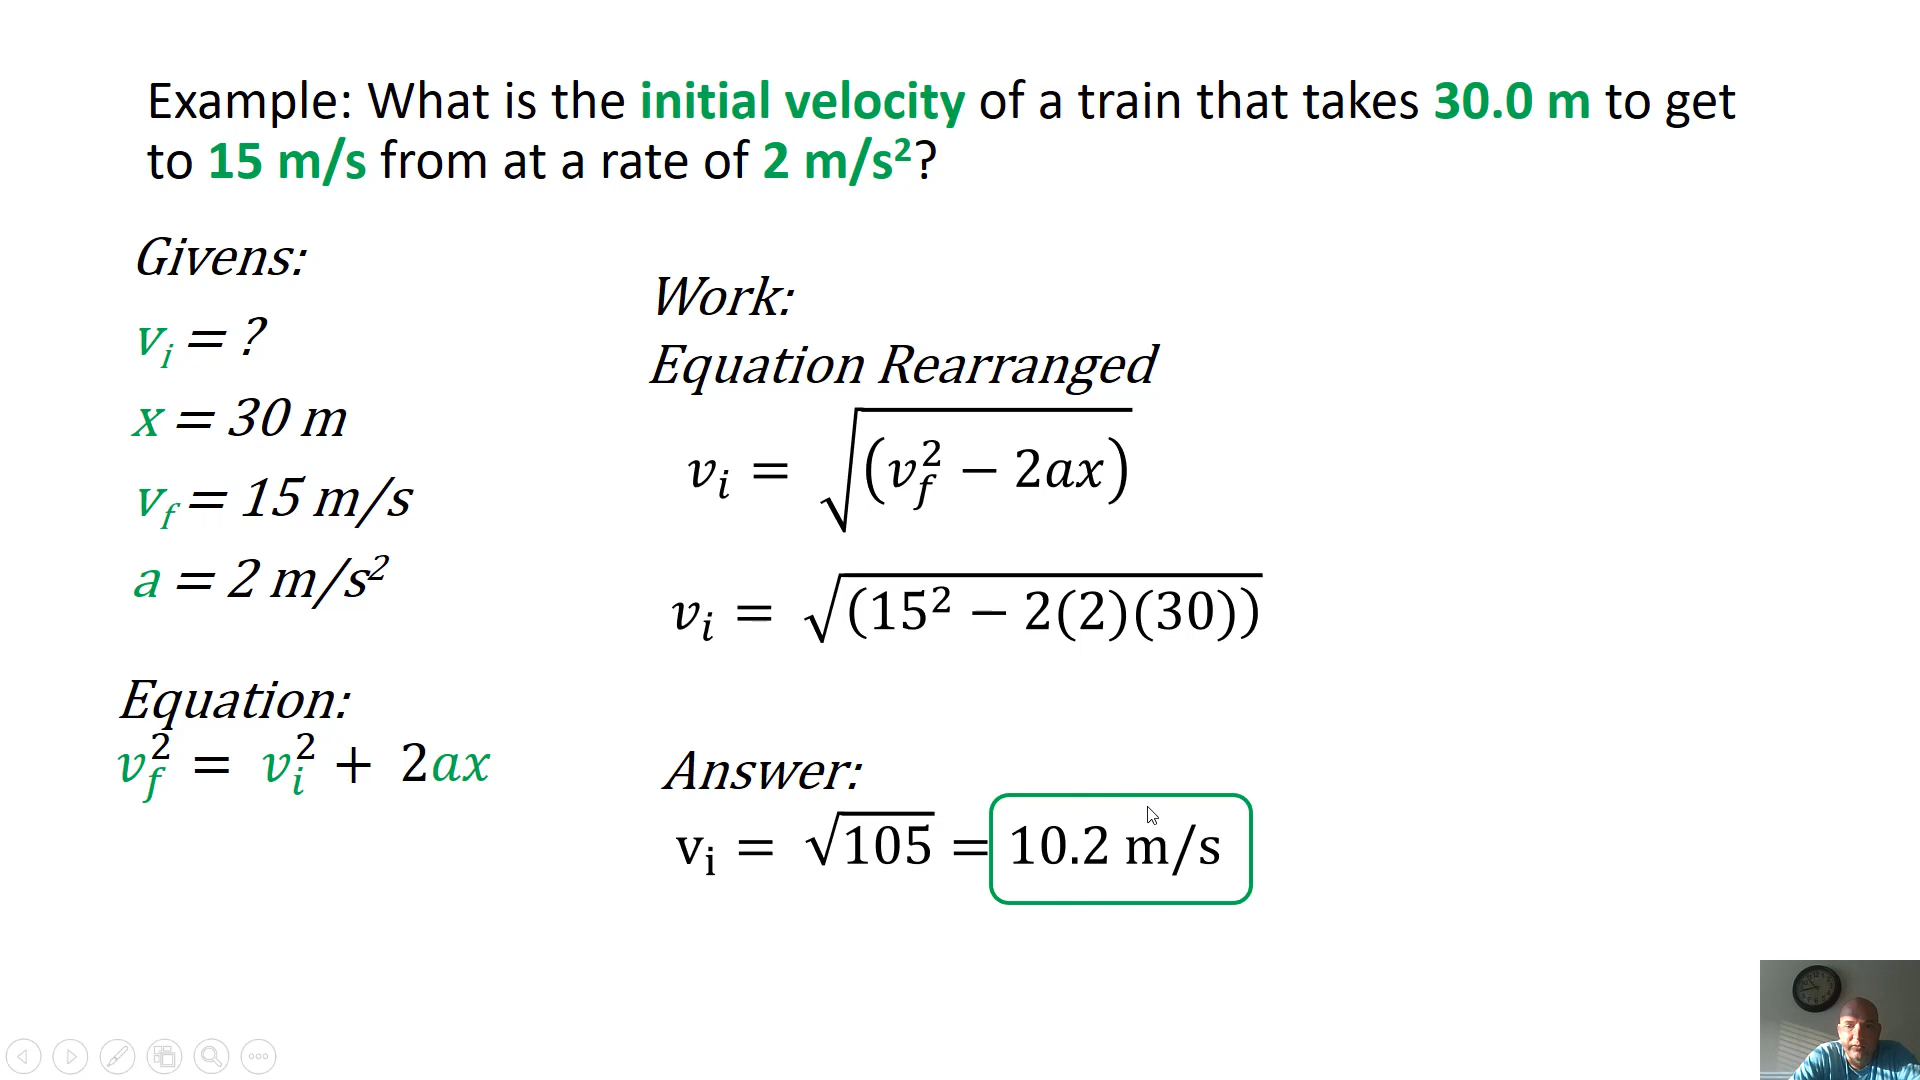 Example: What is the initial velocity of a train that takes 30.0 m to get
to 15 m/s from at a rate of 2 m/s²?
Givens:
vᵢ = ?
x = 30 m
v_f = 15 m/s
a = 2 m/s²
Equation:
v_f² = vᵢ² + 2ax
Work:
Equation Rearranged
vᵢ = √(v_f² − 2ax)
vᵢ = √(15² − 2(2)(30))
Answer:
vᵢ = √105 = 10.2 m/s